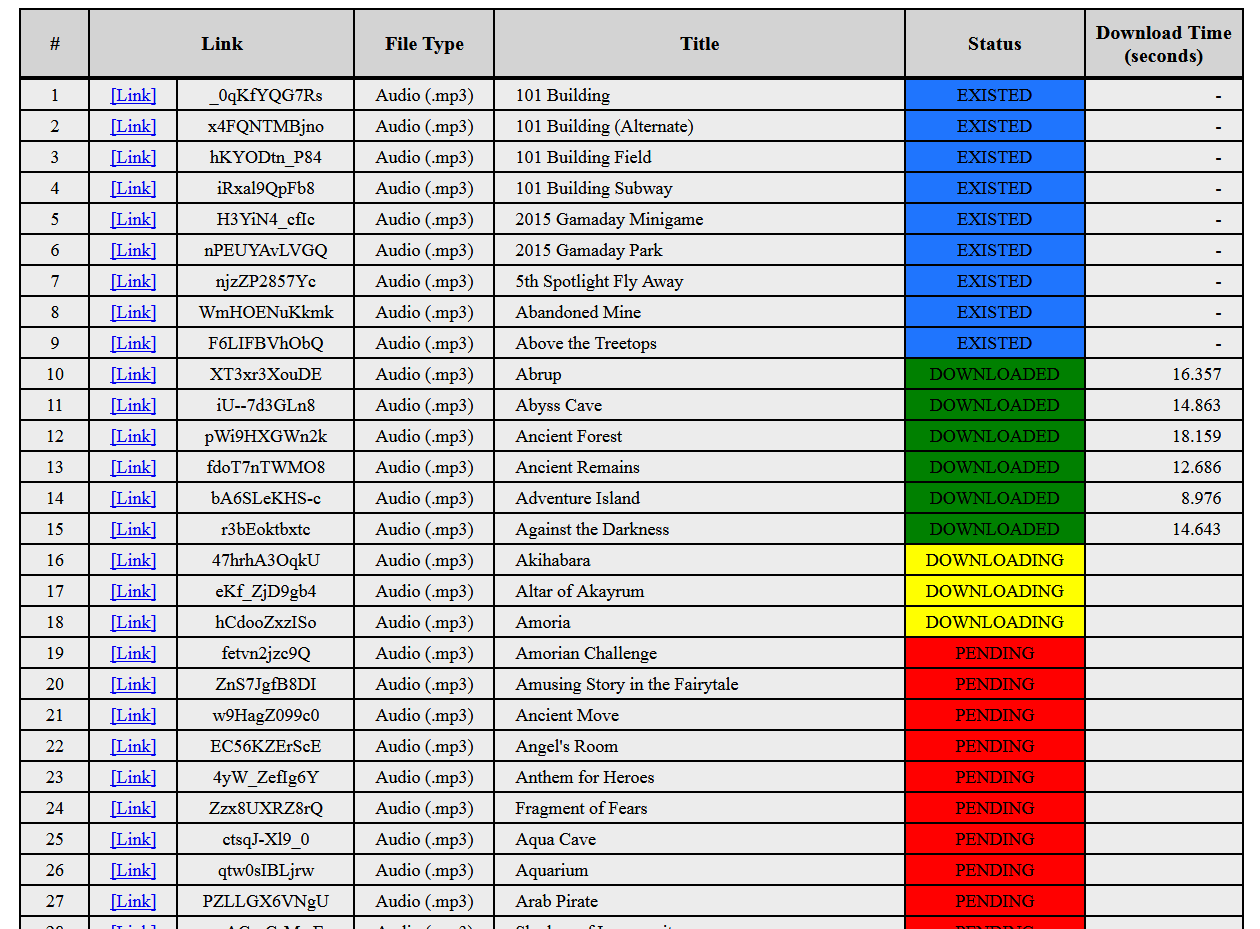 # Link File Type Title Status Download Time (seconds)
1 [Link] _0qKfYQG7Rs Audio (.mp3) 101 Building EXISTED -
2 [Link] x4FQNTMBjno Audio (.mp3) 101 Building (Alternate) EXISTED -
3 [Link] hKYODtn_P84 Audio (.mp3) 101 Building Field EXISTED -
4 [Link] iRxal9QpFb8 Audio (.mp3) 101 Building Subway EXISTED -
5 [Link] H3YiN4_cfIc Audio (.mp3) 2015 Gamaday Minigame EXISTED -
6 [Link] nPEUYAvLVGQ Audio (.mp3) 2015 Gamaday Park EXISTED -
7 [Link] njzZP2857Yc Audio (.mp3) 5th Spotlight Fly Away EXISTED -
8 [Link] WmHOENuKkmk Audio (.mp3) Abandoned Mine EXISTED -
9 [Link] F6LIFBVhObQ Audio (.mp3) Above the Treetops EXISTED -
10 [Link] XT3xr3XouDE Audio (.mp3) Abrup DOWNLOADED 16.357
11 [Link] iU--7d3GLn8 Audio (.mp3) Abyss Cave DOWNLOADED 14.863
12 [Link] pWi9HXGWn2k Audio (.mp3) Ancient Forest DOWNLOADED 18.159
13 [Link] fdoT7nTWMO8 Audio (.mp3) Ancient Remains DOWNLOADED 12.686
14 [Link] bA6SLeKHS-c Audio (.mp3) Adventure Island DOWNLOADED 8.976
15 [Link] r3bEoktbxtc Audio (.mp3) Against the Darkness DOWNLOADED 14.643
16 [Link] 47hrhA3OqkU Audio (.mp3) Akihabara DOWNLOADING
17 [Link] eKf_ZjD9gb4 Audio (.mp3) Altar of Akayrum DOWNLOADING
18 [Link] hCdooZxzISo Audio (.mp3) Amoria DOWNLOADING
19 [Link] fetvn2jzc9Q Audio (.mp3) Amorian Challenge PENDING
20 [Link] ZnS7JgfB8DI Audio (.mp3) Amusing Story in the Fairytale PENDING
21 [Link] w9HagZ099c0 Audio (.mp3) Ancient Move PENDING
22 [Link] EC56KZErScE Audio (.mp3) Angel's Room PENDING
23 [Link] 4yW_ZefIg6Y Audio (.mp3) Anthem for Heroes PENDING
24 [Link] Zzx8UXRZ8rQ Audio (.mp3) Fragment of Fears PENDING
25 [Link] ctsqJ-Xl9_0 Audio (.mp3) Aqua Cave PENDING
26 [Link] qtw0sIBLjrw Audio (.mp3) Aquarium PENDING
27 [Link] PZLLGX6VNgU Audio (.mp3) Arab Pirate PENDING